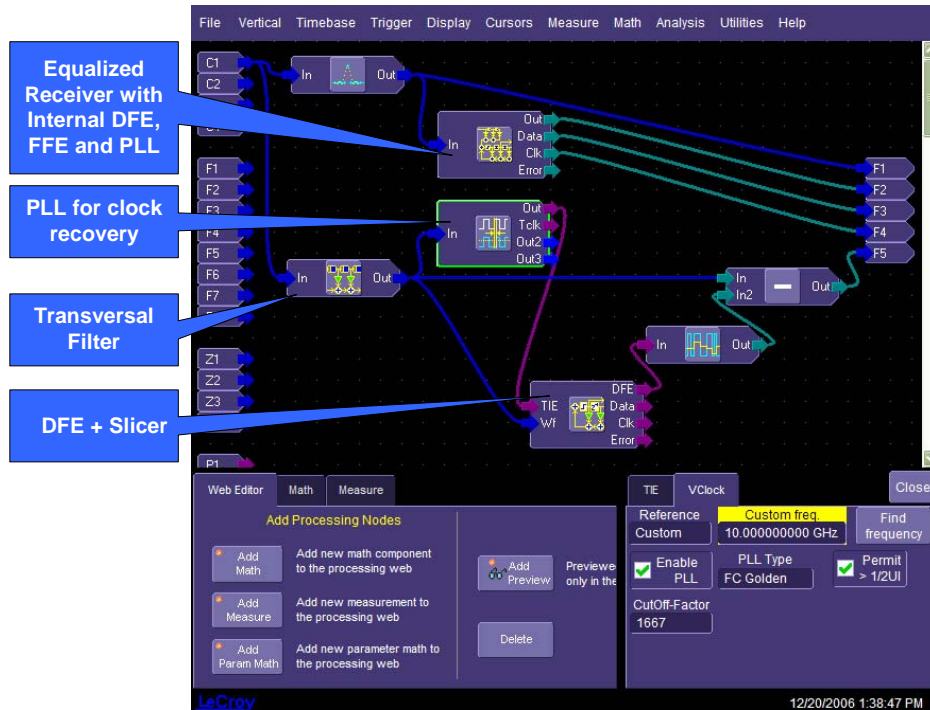 File Vertical Timebase Trigger Display Cursors Measure Math Analysis Utilities Help
Equalized
Receiver with
Internal DFE,
FFE and PLL
PLL for clock
recovery
Transversal
Filter
DFE + Slicer
C1
C2
F1
F2
F3
F4
F5
F6
F7
Z1
Z2
Z3
P1
In Out
In
Out
Data
Clk
Error
In
Out
Tclk
Out2
Out3
In Out
In
In2
Out
In Out
TIE
Wf
DFE
Data
Clk
Error
F1
F2
F3
F4
F5
Web Editor Math Measure
Add Processing Nodes
Add
Math
Add new math component
to the processing web
Add
Measure
Add new measurement to
the processing web
Add
Param Math
Add new parameter math to
the processing web
Add
Preview
Previewe
only in the
Delete
TIE VClock
Close
Reference
Custom
Custom freq.
10.000000000 GHz
Find
frequency
Enable
PLL
PLL Type
FC Golden
Permit
> 1/2UI
CutOff-Factor
1667
LeCroy
12/20/2006 1:38:47 PM